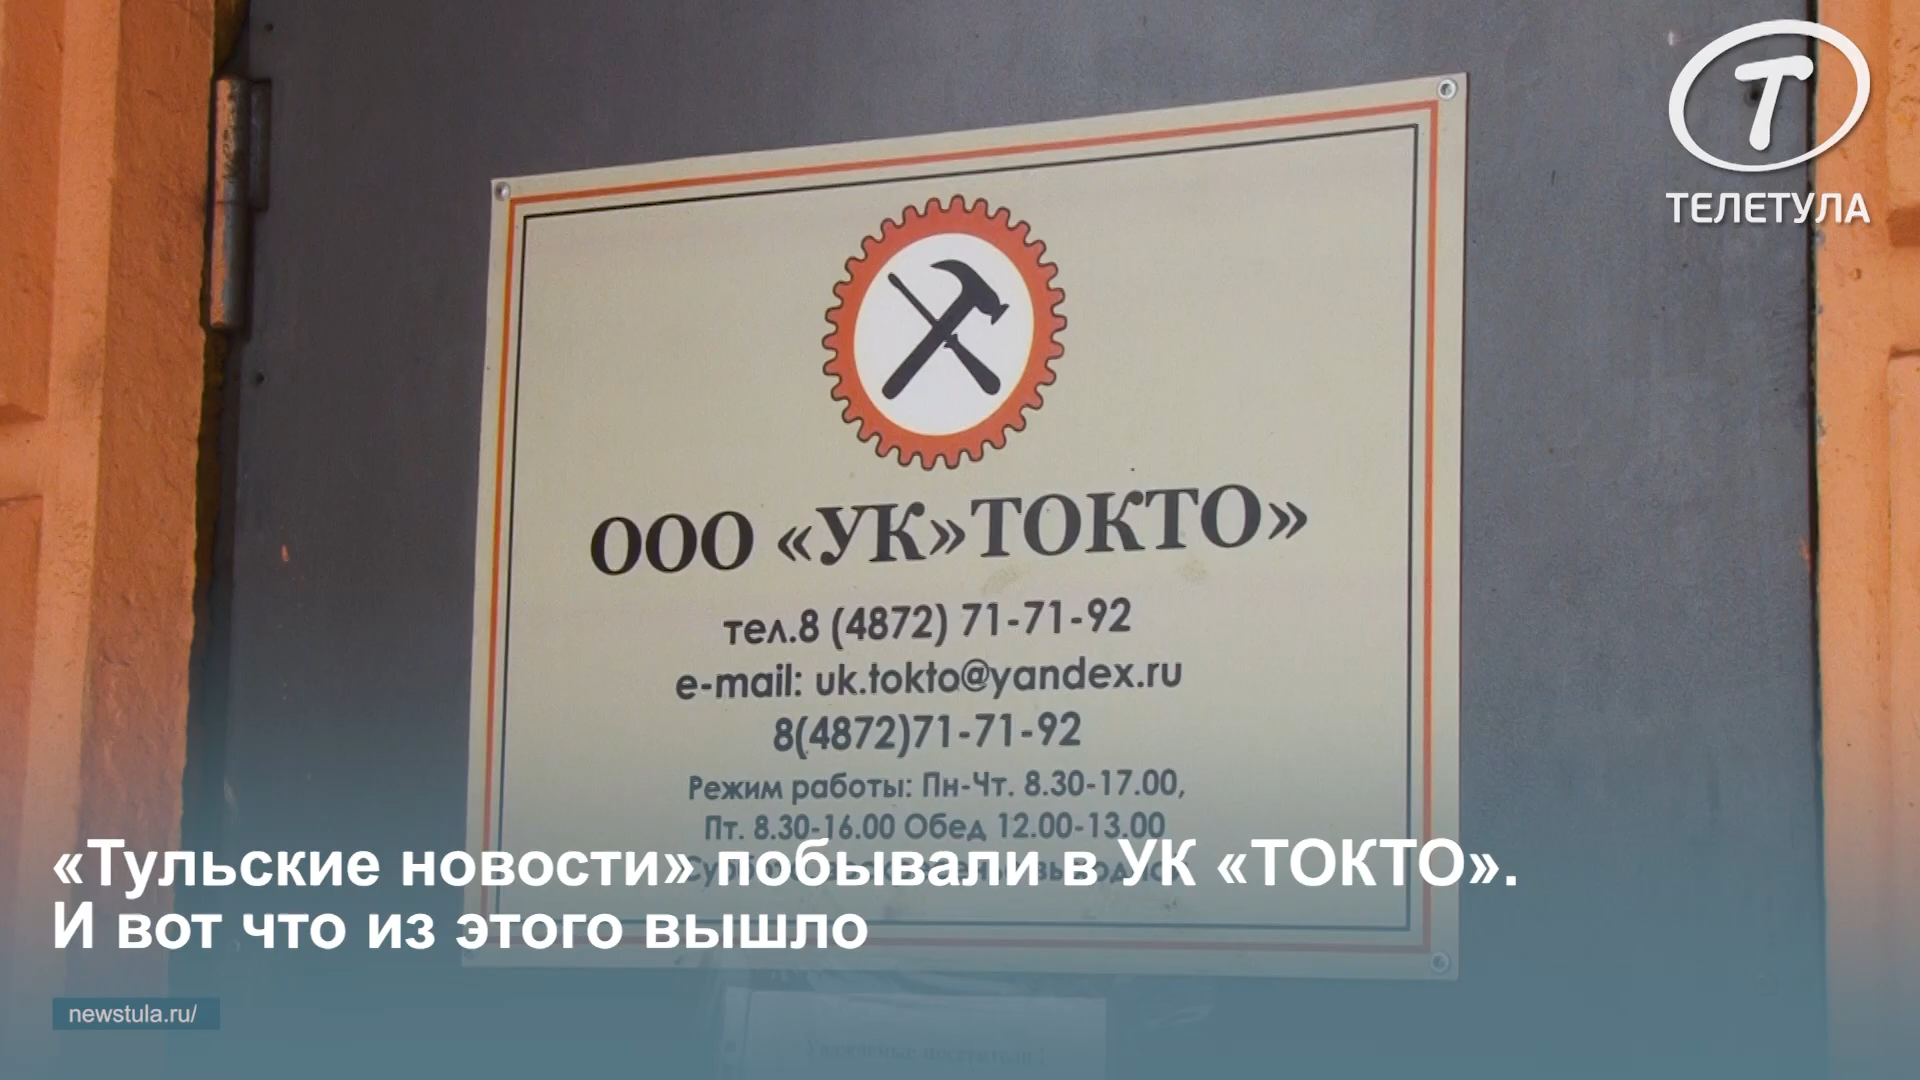 Т
ТЕЛЕТУЛА
ООО «УК»ТОКТО»
тел.8 (4872) 71-71-92
e-mail: uk.tokto@yandex.ru
8(4872)71-71-92
Режим работы: Пн-Чт. 8.30-17.00,
Пт. 8.30-16.00 Обед 12.00-13.00
«Тульские новости» побывали в УК «ТОКТО».
И вот что из этого вышло
newstula.ru/
Уважаемые посетители!